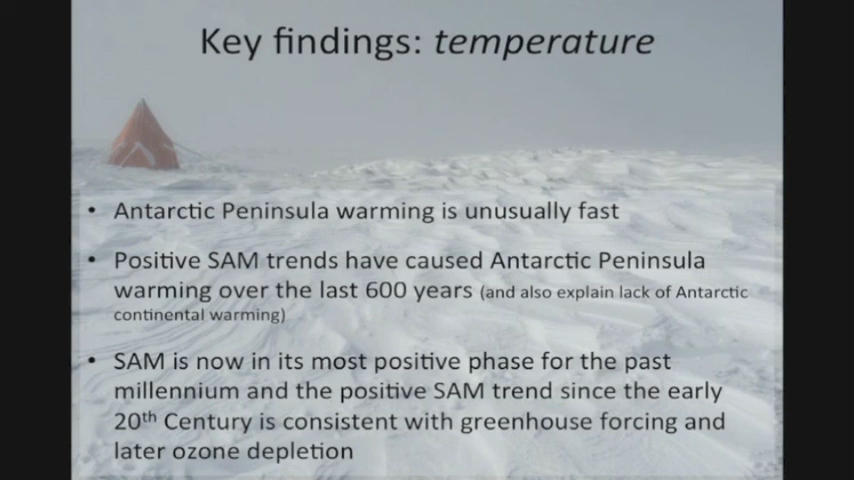 Key findings: temperature
• Antarctic Peninsula warming is unusually fast
• Positive SAM trends have caused Antarctic Peninsula
warming over the last 600 years (and also explain lack of Antarctic
continental warming)
• SAM is now in its most positive phase for the past
millennium and the positive SAM trend since the early
20th Century is consistent with greenhouse forcing and
later ozone depletion